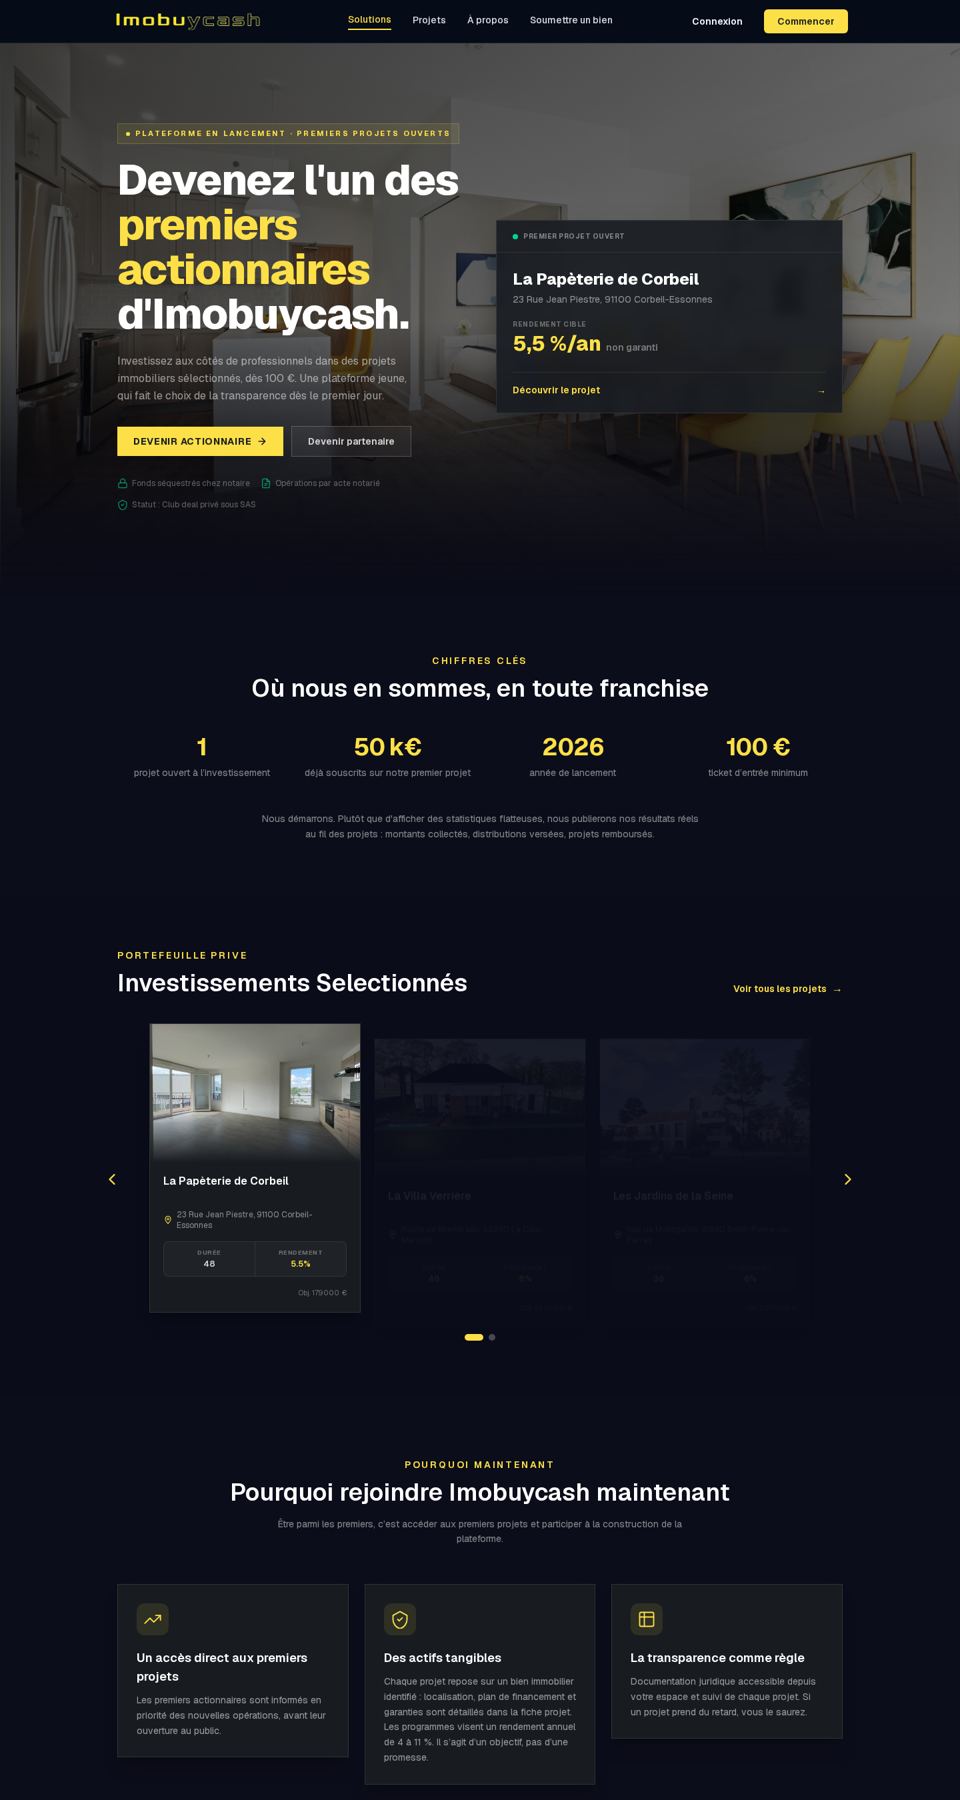 Imobuycash
Solutions
Projets
À propos
Soumettre un bien
Connexion
Commencer
PLATEFORME EN LANCEMENT · PREMIERS PROJETS OUVERTS
Devenez l'un des
premiers
actionnaires
d'Imobuycash.
Investissez aux côtés de professionnels dans des projets
immobiliers sélectionnés, dès 100 €. Une plateforme jeune,
qui fait le choix de la transparence dès le premier jour.
DEVENIR ACTIONNAIRE →
Devenir partenaire
Fonds séquestrés chez notaire
Opérations par acte notarié
Statut : Club deal privé sous SAS
PREMIER PROJET OUVERT
La Papèterie de Corbeil
23 Rue Jean Piestre, 91100 Corbeil-Essonnes
RENDEMENT CIBLE
5,5 %/an non garanti
Découvrir le projet →
CHIFFRES CLÉS
Où nous en sommes, en toute franchise
1
projet ouvert à l'investissement
50 k€
déjà souscrits sur notre premier projet
2026
année de lancement
100 €
ticket d'entrée minimum
Nous démarrons. Plutôt que d'afficher des statistiques flatteuses, nous publierons nos résultats réels
au fil des projets : montants collectés, distributions versées, projets remboursés.
PORTEFEUILLE PRIVE
Investissements Selectionnés
Voir tous les projets →
La Papèterie de Corbeil
23 Rue Jean Piestre, 91100 Corbeil-
Essonnes
DURÉE
48
RENDEMENT
5.5%
Obj. 179000 €
La Villa Verrière
Les Jardins de la Seine
POURQUOI MAINTENANT
Pourquoi rejoindre Imobuycash maintenant
Être parmi les premiers, c'est accéder aux premiers projets et participer à la construction de la
plateforme.
Un accès direct aux premiers
projets
Les premiers actionnaires sont informés en
priorité des nouvelles opérations, avant leur
ouverture au public.
Des actifs tangibles
Chaque projet repose sur un bien immobilier
identifié : localisation, plan de financement et
garanties sont détaillés dans la fiche projet.
Les programmes visent un rendement annuel
de 4 à 11 %. Il s'agit d'un objectif, pas d'une
promesse.
La transparence comme règle
Documentation juridique accessible depuis
votre espace et suivi de chaque projet. Si
un projet prend du retard, vous le saurez.